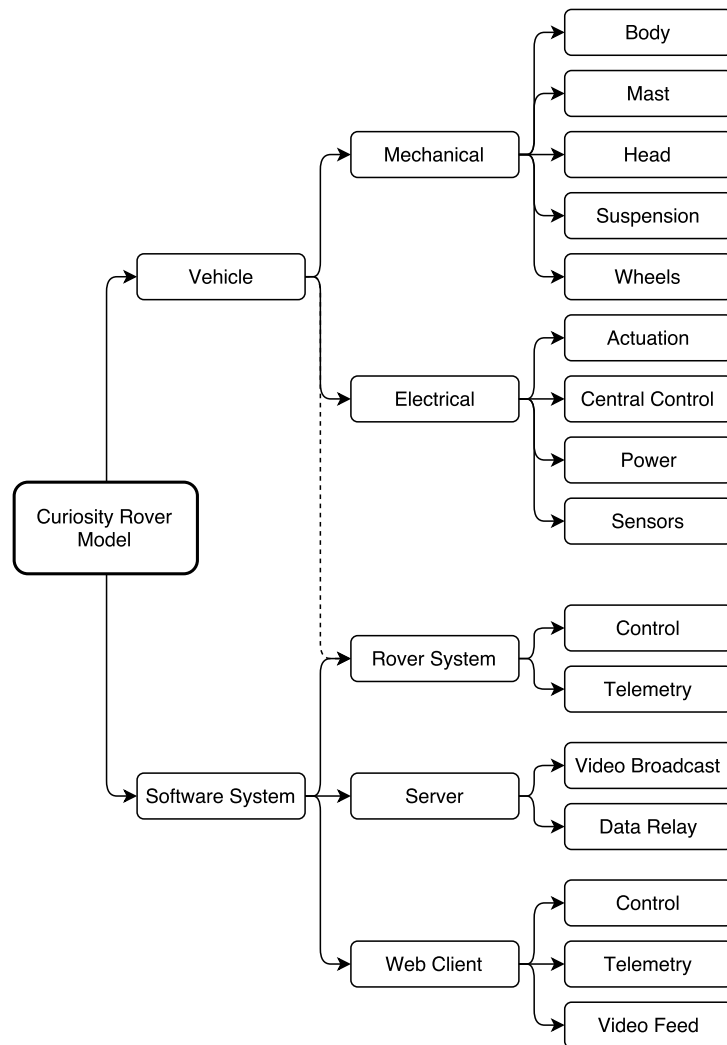 Body
Mast
Mechanical
Head
Suspension
Vehicle
Wheels
Actuation
Electrical
Central Control
Power
Curiosity Rover
Model
Sensors
Control
Rover System
Telemetry
Video Broadcast
Software System
Server
Data Relay
Control
Web Client
Telemetry
Video Feed